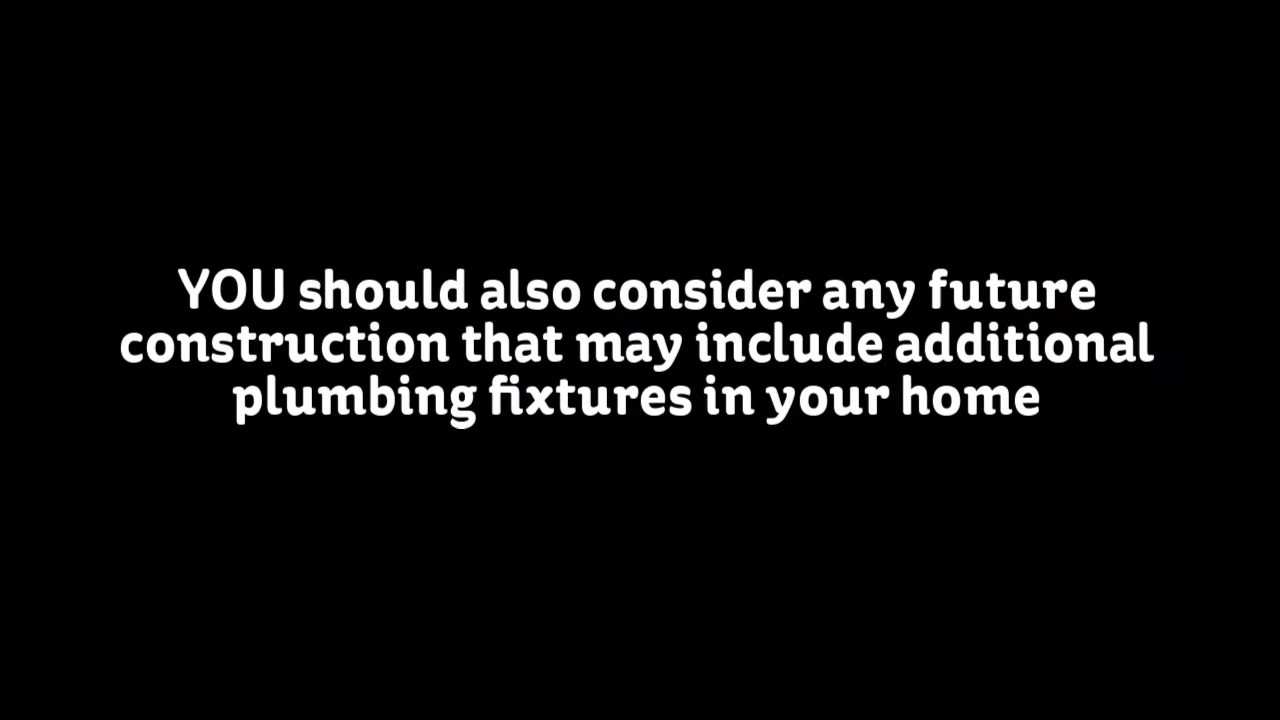 YOU should also consider any future
construction that may include additional
plumbing fixtures in your home